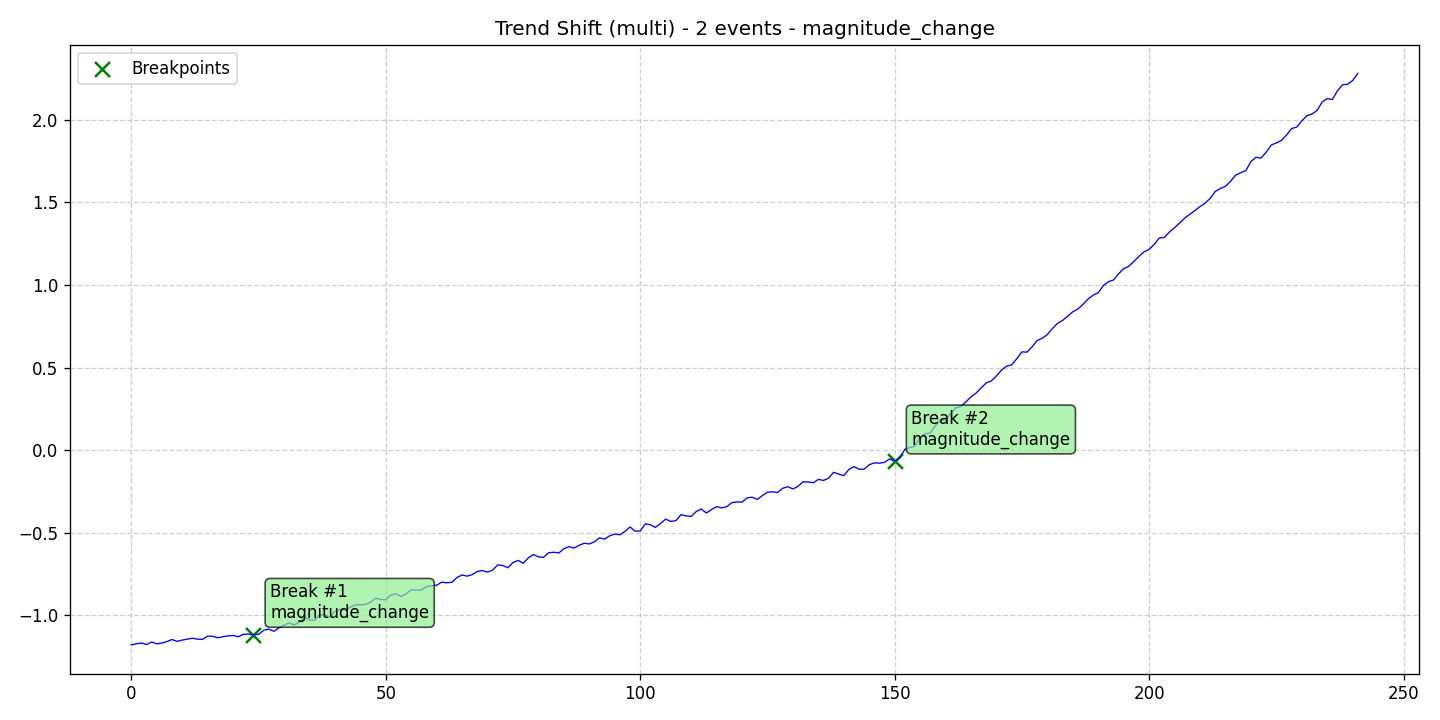 Trend Shift (multi) - 2 events - magnitude_change
Breakpoints
2.0
1.5
1.0
0.5
0.0
−0.5
−1.0
Break #2
magnitude_change
Break #1
magnitude_change
0
50
100
150
200
250